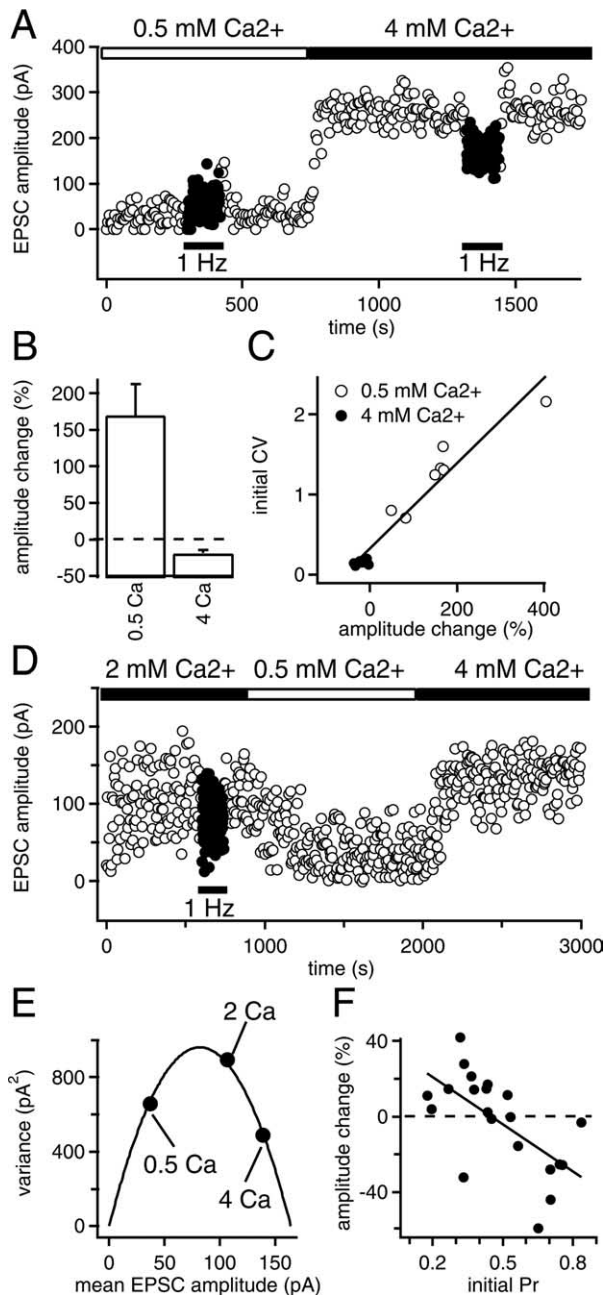 A
0.5 mM Ca2+ 4 mM Ca2+
EPSC amplitude (pA)
400
300
200
100
0
1 Hz 1 Hz
0 500 1000 1500
time (s)
B
amplitude change (%)
200
150
100
50
0
-50
0.5 Ca
4 Ca
C
0.5 mM Ca2+
4 mM Ca2+
initial CV
2
1
0
0 200 400
amplitude change (%)
D
2 mM Ca2+ 0.5 mM Ca2+ 4 mM Ca2+
EPSC amplitude (pA)
200
100
0
1 Hz
0 1000 2000 3000
time (s)
E
variance (pA2)
800
400
0
2 Ca
0.5 Ca
4 Ca
0 50 100 150
mean EPSC amplitude (pA)
F
amplitude change (%)
40
0
-40
0.2 0.5 0.8
initial Pr